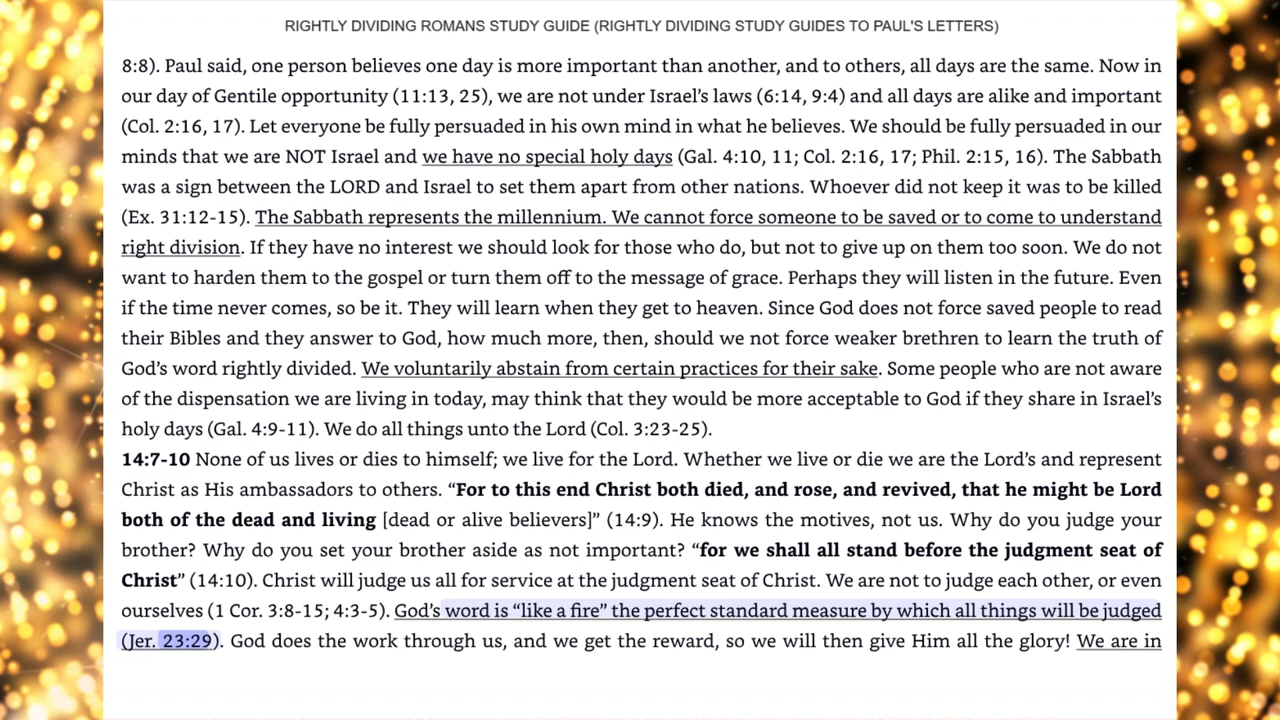 RIGHTLY DIVIDING ROMANS STUDY GUIDE (RIGHTLY DIVIDING STUDY GUIDES TO PAUL'S LETTERS)
8:8). Paul said, one person believes one day is more important than another, and to others, all days are the same. Now in
our day of Gentile opportunity (11:13, 25), we are not under Israel’s laws (6:14, 9:4) and all days are alike and important
(Col. 2:16, 17). Let everyone be fully persuaded in his own mind in what he believes. We should be fully persuaded in our
minds that we are NOT Israel and we have no special holy days (Gal. 4:10, 11; Col. 2:16, 17; Phil. 2:15, 16). The Sabbath
was a sign between the LORD and Israel to set them apart from other nations. Whoever did not keep it was to be killed
(Ex. 31:12-15). The Sabbath represents the millennium. We cannot force someone to be saved or to come to understand
right division. If they have no interest we should look for those who do, but not to give up on them too soon. We do not
want to harden them to the gospel or turn them off to the message of grace. Perhaps they will listen in the future. Even
if the time never comes, so be it. They will learn when they get to heaven. Since God does not force saved people to read
their Bibles and they answer to God, how much more, then, should we not force weaker brethren to learn the truth of
God’s word rightly divided. We voluntarily abstain from certain practices for their sake. Some people who are not aware
of the dispensation we are living in today, may think that they would be more acceptable to God if they share in Israel’s
holy days (Gal. 4:9-11). We do all things unto the Lord (Col. 3:23-25).
14:7-10 None of us lives or dies to himself; we live for the Lord. Whether we live or die we are the Lord’s and represent
Christ as His ambassadors to others. “For to this end Christ both died, and rose, and revived, that he might be Lord
both of the dead and living [dead or alive believers]” (14:9). He knows the motives, not us. Why do you judge your
brother? Why do you set your brother aside as not important? “for we shall all stand before the judgment seat of
Christ” (14:10). Christ will judge us all for service at the judgment seat of Christ. We are not to judge each other, or even
ourselves (1 Cor. 3:8-15; 4:3-5). God’s word is “like a fire” the perfect standard measure by which all things will be judged
(Jer. 23:29). God does the work through us, and we get the reward, so we will then give Him all the glory! We are in